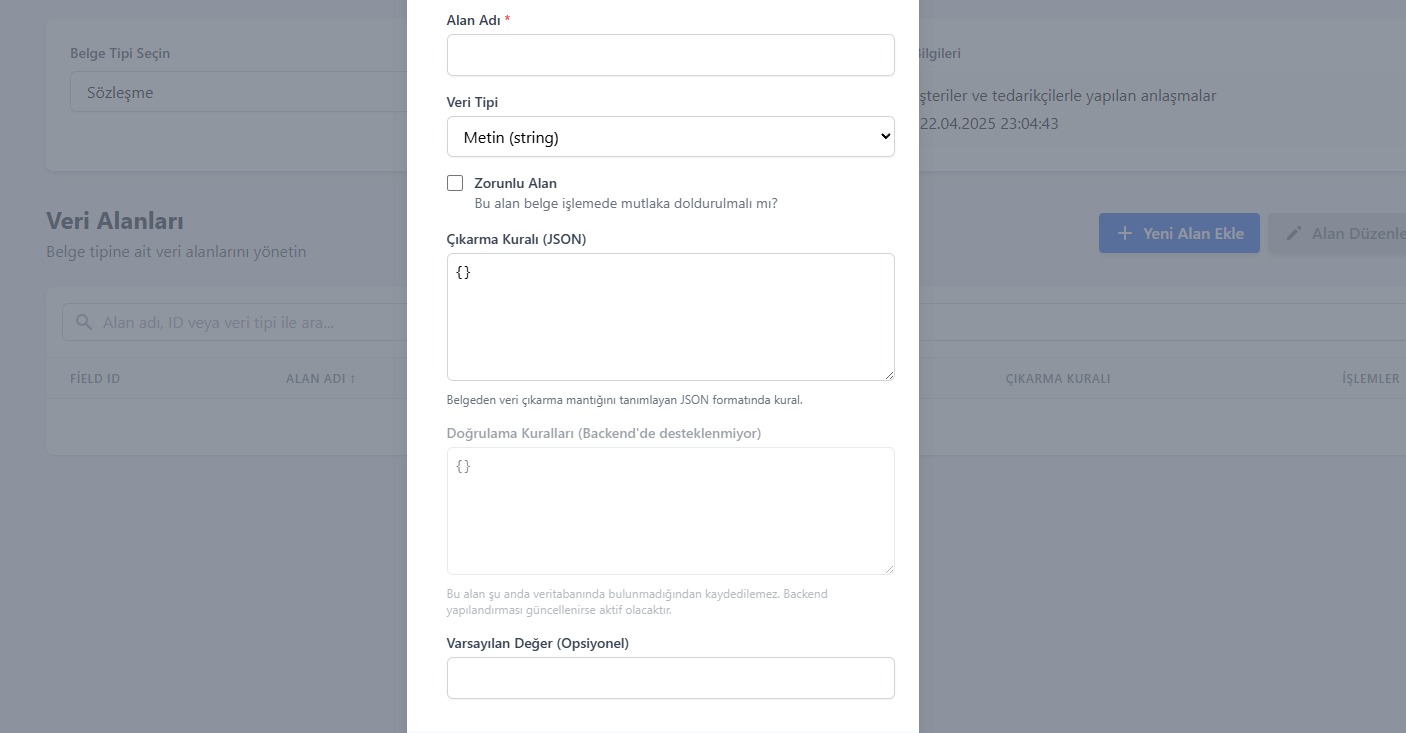 Alan Adı *
Belge Tipi Seçin
Bilgileri
Sözleşme
şteriler ve tedarikçilerle yapılan anlaşmalar
22.04.2025 23:04:43
Veri Tipi
Metin (string)
Zorunlu Alan
Bu alan belge işlemede mutlaka doldurulmalı mı?
Veri Alanları
Belge tipine ait veri alanlarını yönetin
Yeni Alan Ekle
Alan Düzenle
Çıkarma Kuralı (JSON)
{}
Alan adı, ID veya veri tipi ile ara...
FİELD ID
ALAN ADI ↑
ÇIKARMA KURALI
İŞLEMLER
Belgeden veri çıkarma mantığını tanımlayan JSON formatında kural.
Doğrulama Kuralları (Backend'de desteklenmiyor)
{}
Bu alan şu anda veritabanında bulunmadığından kaydedilemez. Backend
yapılandırması güncellenirse aktif olacaktır.
Varsayılan Değer (Opsiyonel)